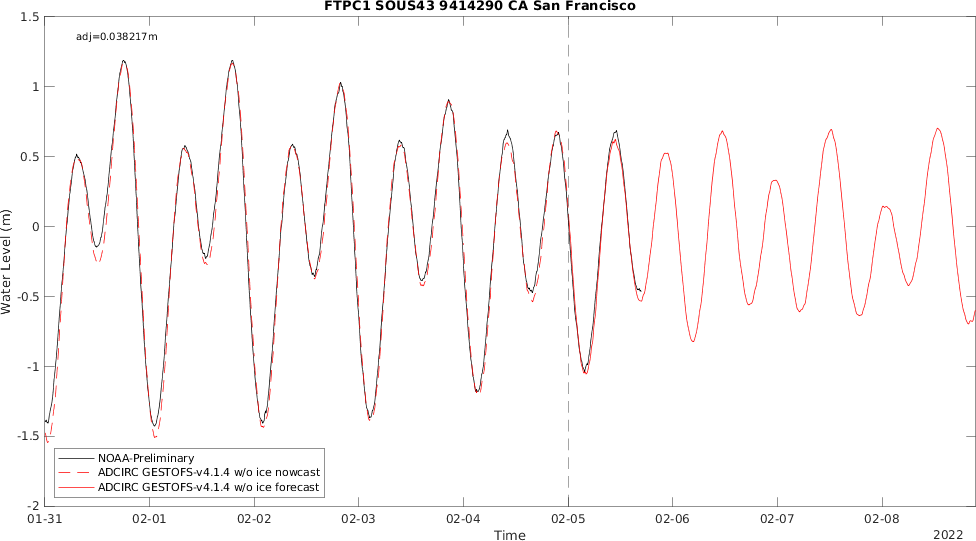 FTPC1 SOUS43 9414290 CA San Francisco
adj=0.038217m
1.5
1
0.5
0
-0.5
-1
-1.5
-2
Water Level (m)
NOAA-Preliminary
ADCIRC GESTOFS-v4.1.4 w/o ice nowcast
ADCIRC GESTOFS-v4.1.4 w/o ice forecast
01-31 02-01 02-02 02-03 02-04 02-05 02-06 02-07 02-08
Time
2022